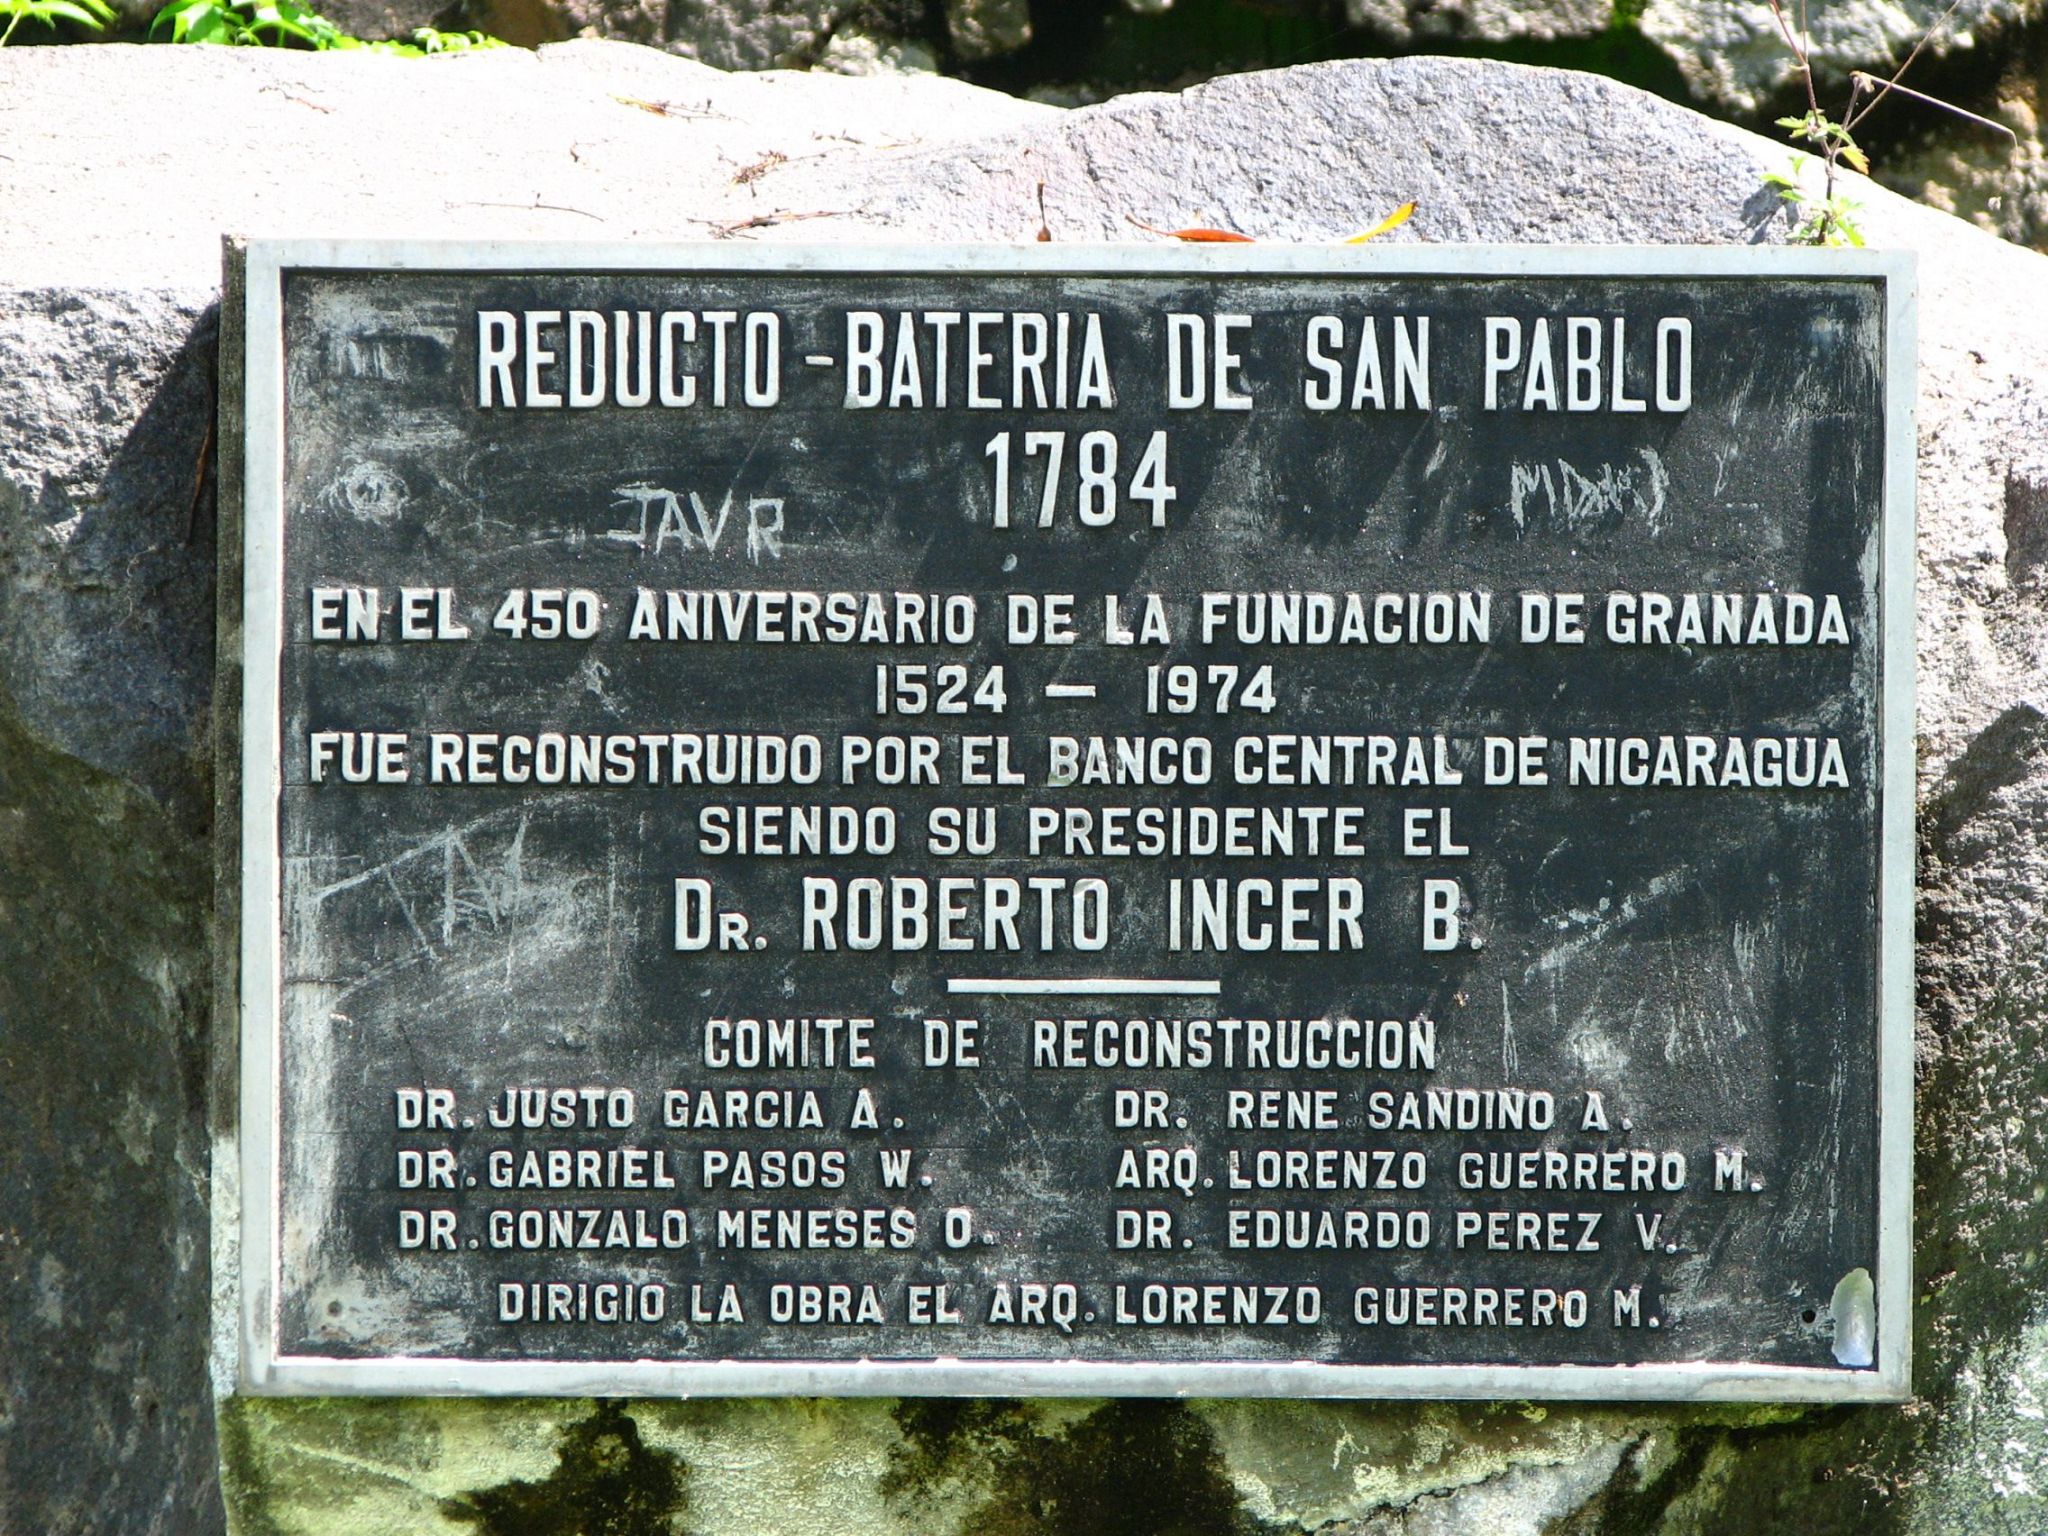 REDUCTO - BATERIA DE SAN PABLO
1784
JAVR
EN EL 450 ANIVERSARIO DE LA FUNDACION DE GRANADA
1524 — 1974
FUE RECONSTRUIDO POR EL BANCO CENTRAL DE NICARAGUA
SIENDO SU PRESIDENTE EL
DR. ROBERTO INCER B.
COMITE DE RECONSTRUCCION
DR. JUSTO GARCIA A. DR. RENE SANDINO A.
DR. GABRIEL PASOS W. ARQ. LORENZO GUERRERO M.
DR. GONZALO MENESES O. DR. EDUARDO PEREZ V.
DIRIGIO LA OBRA EL ARQ. LORENZO GUERRERO M.